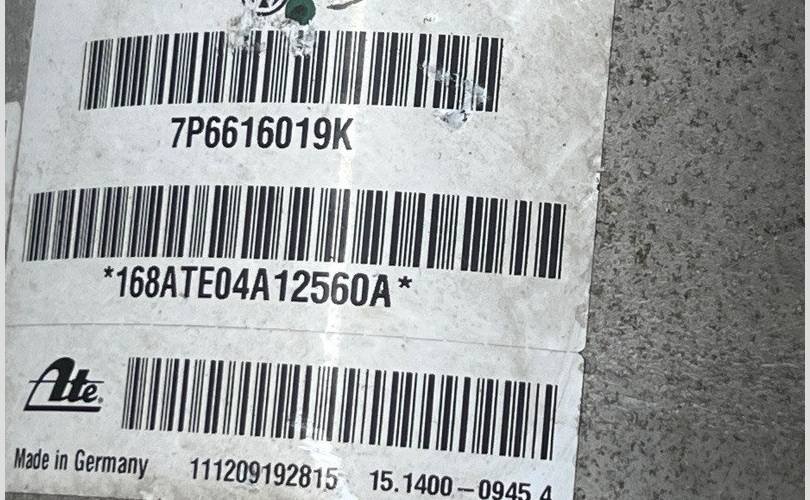 7P6616019K
*168ATE04A12560A*
Ate
Made in Germany 111209192815 15.1400-0945.4